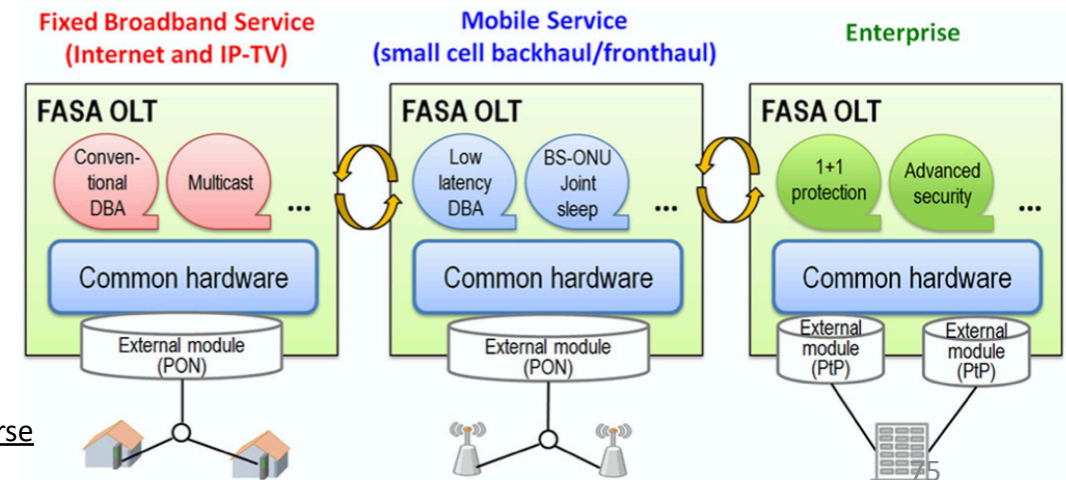 Fixed Broadband Service
(Internet and IP-TV)
Mobile Service
(small cell backhaul/fronthaul)
Enterprise
FASA OLT
Conven-
tional
DBA
Multicast
...
Common hardware
External module
(PON)
FASA OLT
Low
latency
DBA
BS-ONU
Joint
sleep
...
Common hardware
External module
(PON)
FASA OLT
1+1
protection
Advanced
security
...
Common hardware
External
module
(PtP)
External
module
(PtP)
rse
75